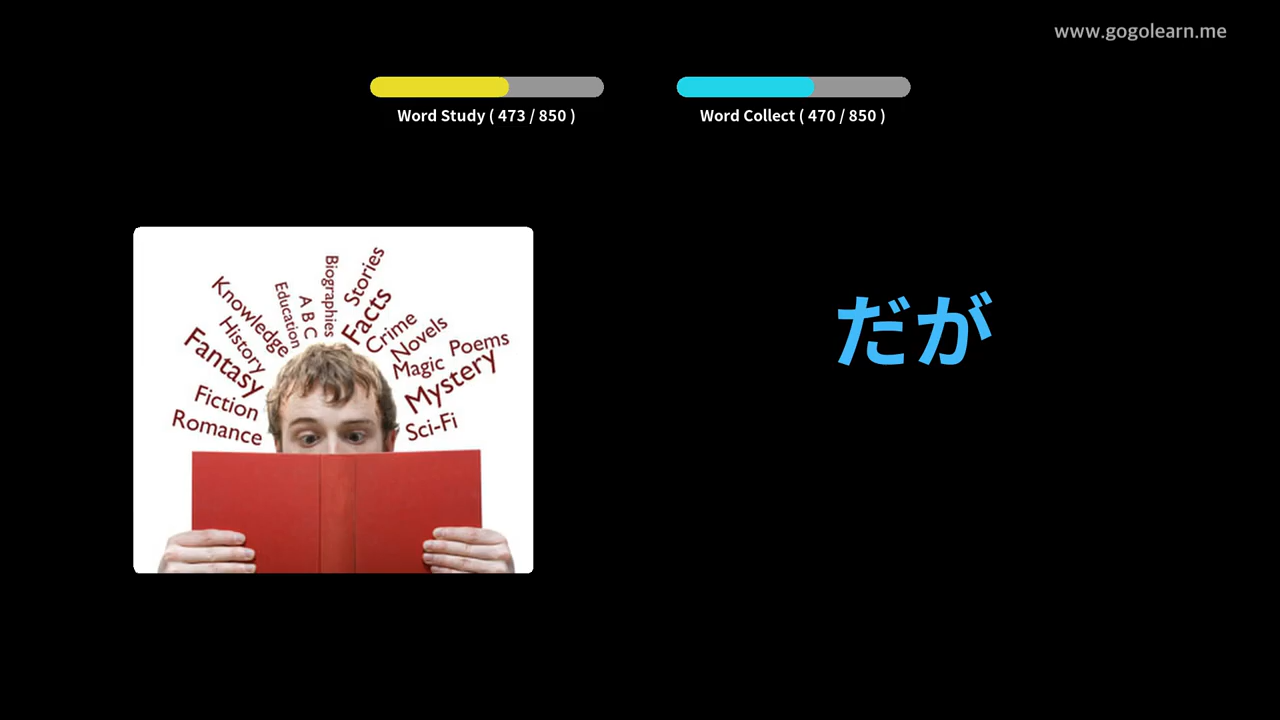 www.gogolearn.me
Word Study ( 473 / 850 )
Word Collect ( 470 / 850 )
Biographies
Stories
Education
A B C
Facts
Knowledge
History
Crime
Novels
Fantasy
Magic
Poems
Mystery
Fiction
Romance
Sci-Fi
だが